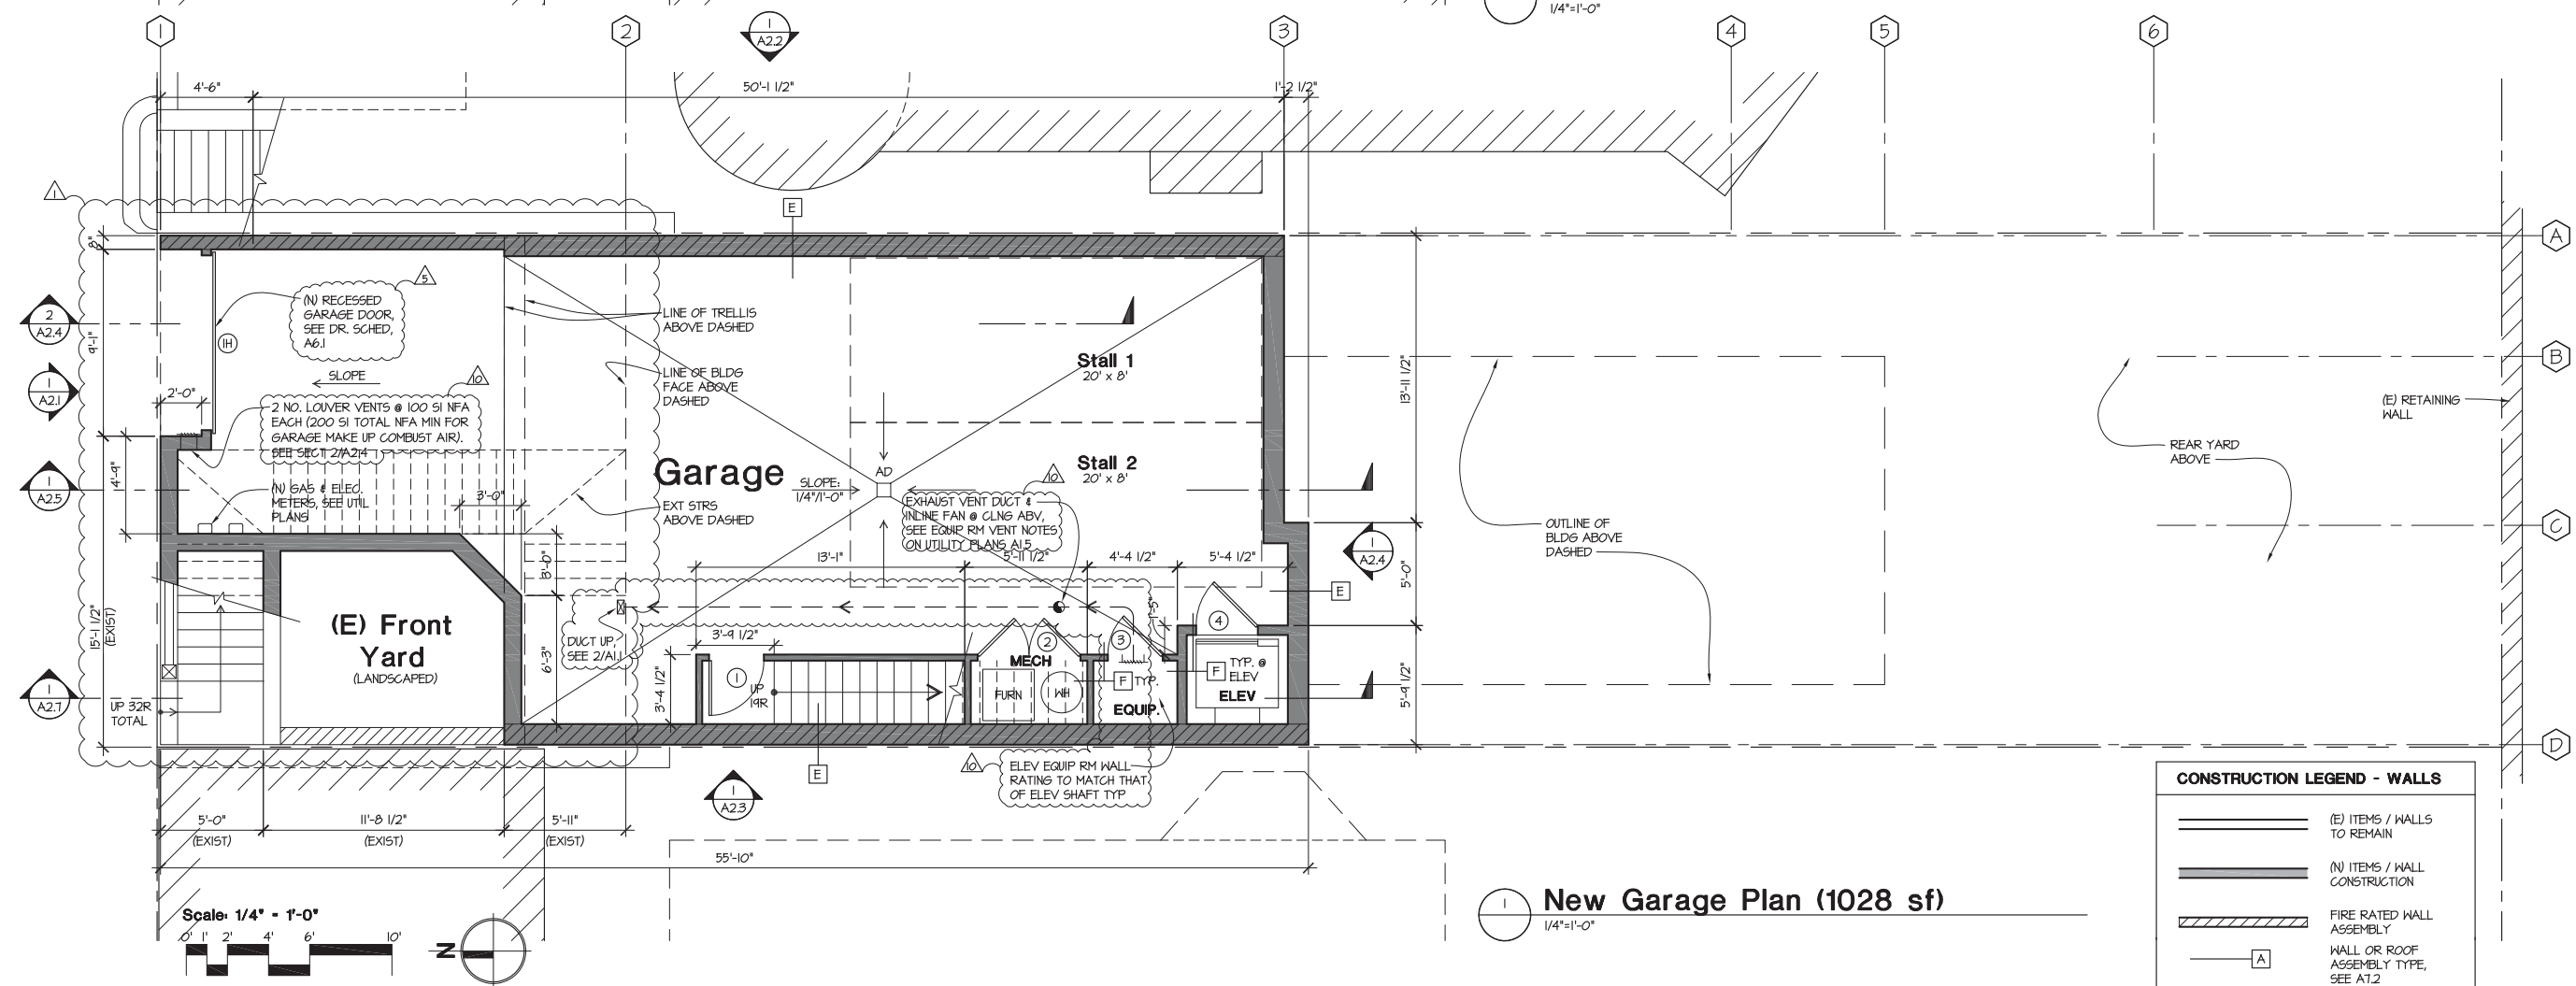 1/4"=1'-0"
1
2
3
4
5
6
1
A2.2
4'-6"
50'-1 1/2"
1'-2 1/2"
1
E
8"
A
5
(N) RECESSED
GARAGE DOOR,
SEE DR. SCHED,
A6.1
2
A2.4
9'-1"
1H
LINE OF TRELLIS
ABOVE DASHED
Stall 1
20' x 8'
13'-11 1/2"
B
SLOPE
10
LINE OF BLDG
FACE ABOVE
DASHED
1
A2.1
2'-0"
2 NO. LOUVER VENTS @ 100 SI NFA
EACH (200 SI TOTAL NFA MIN FOR
GARAGE MAKE UP COMBUST AIR).
SEE SECT 2/A2.4
(E) RETAINING
WALL
REAR YARD
ABOVE
4'-9"
Garage
AD
Stall 2
20' x 8'
10
1
A2.5
(N) GAS & ELEC.
METERS, SEE UTIL
PLANS
3'-0"
EXT STRS
ABOVE DASHED
SLOPE:
1/4"/1'-0"
EXHAUST VENT DUCT &
INLINE FAN @ CLNG ABV,
SEE EQUIP RM VENT NOTES
ON UTILITY PLANS A1.5
OUTLINE OF
BLDG ABOVE
DASHED
C
1
A2.4
13'-1"
5'-11 1/2"
4'-4 1/2"
5'-4 1/2"
3'-0"
5'-0"
E
15'-1 1/2"
(EXIST)
(E) Front
Yard
(LANDSCAPED)
DUCT UP,
SEE 2/A1.1
1'-5"
3'-9 1/2"
2
3
4
MECH
6'-3"
3'-4 1/2"
1
UP
19R
FURN
WH
F
TYP.
EQUIP.
F
TYP. @
ELEV
ELEV
5'-9 1/2"
1
A2.7
UP 32R
TOTAL
D
E
10
ELEV EQUIP RM WALL
RATING TO MATCH THAT
OF ELEV SHAFT TYP
1
A2.3
5'-0"
(EXIST)
11'-8 1/2"
(EXIST)
5'-11"
(EXIST)
55'-10"
CONSTRUCTION LEGEND - WALLS
(E) ITEMS / WALLS
TO REMAIN
(N) ITEMS / WALL
CONSTRUCTION
FIRE RATED WALL
ASSEMBLY
A
WALL OR ROOF
ASSEMBLY TYPE,
SEE A7.2
1
New Garage Plan (1028 sf)
1/4"=1'-0"
Scale: 1/4" = 1'-0"
0' 1' 2' 4' 6' 10'
N